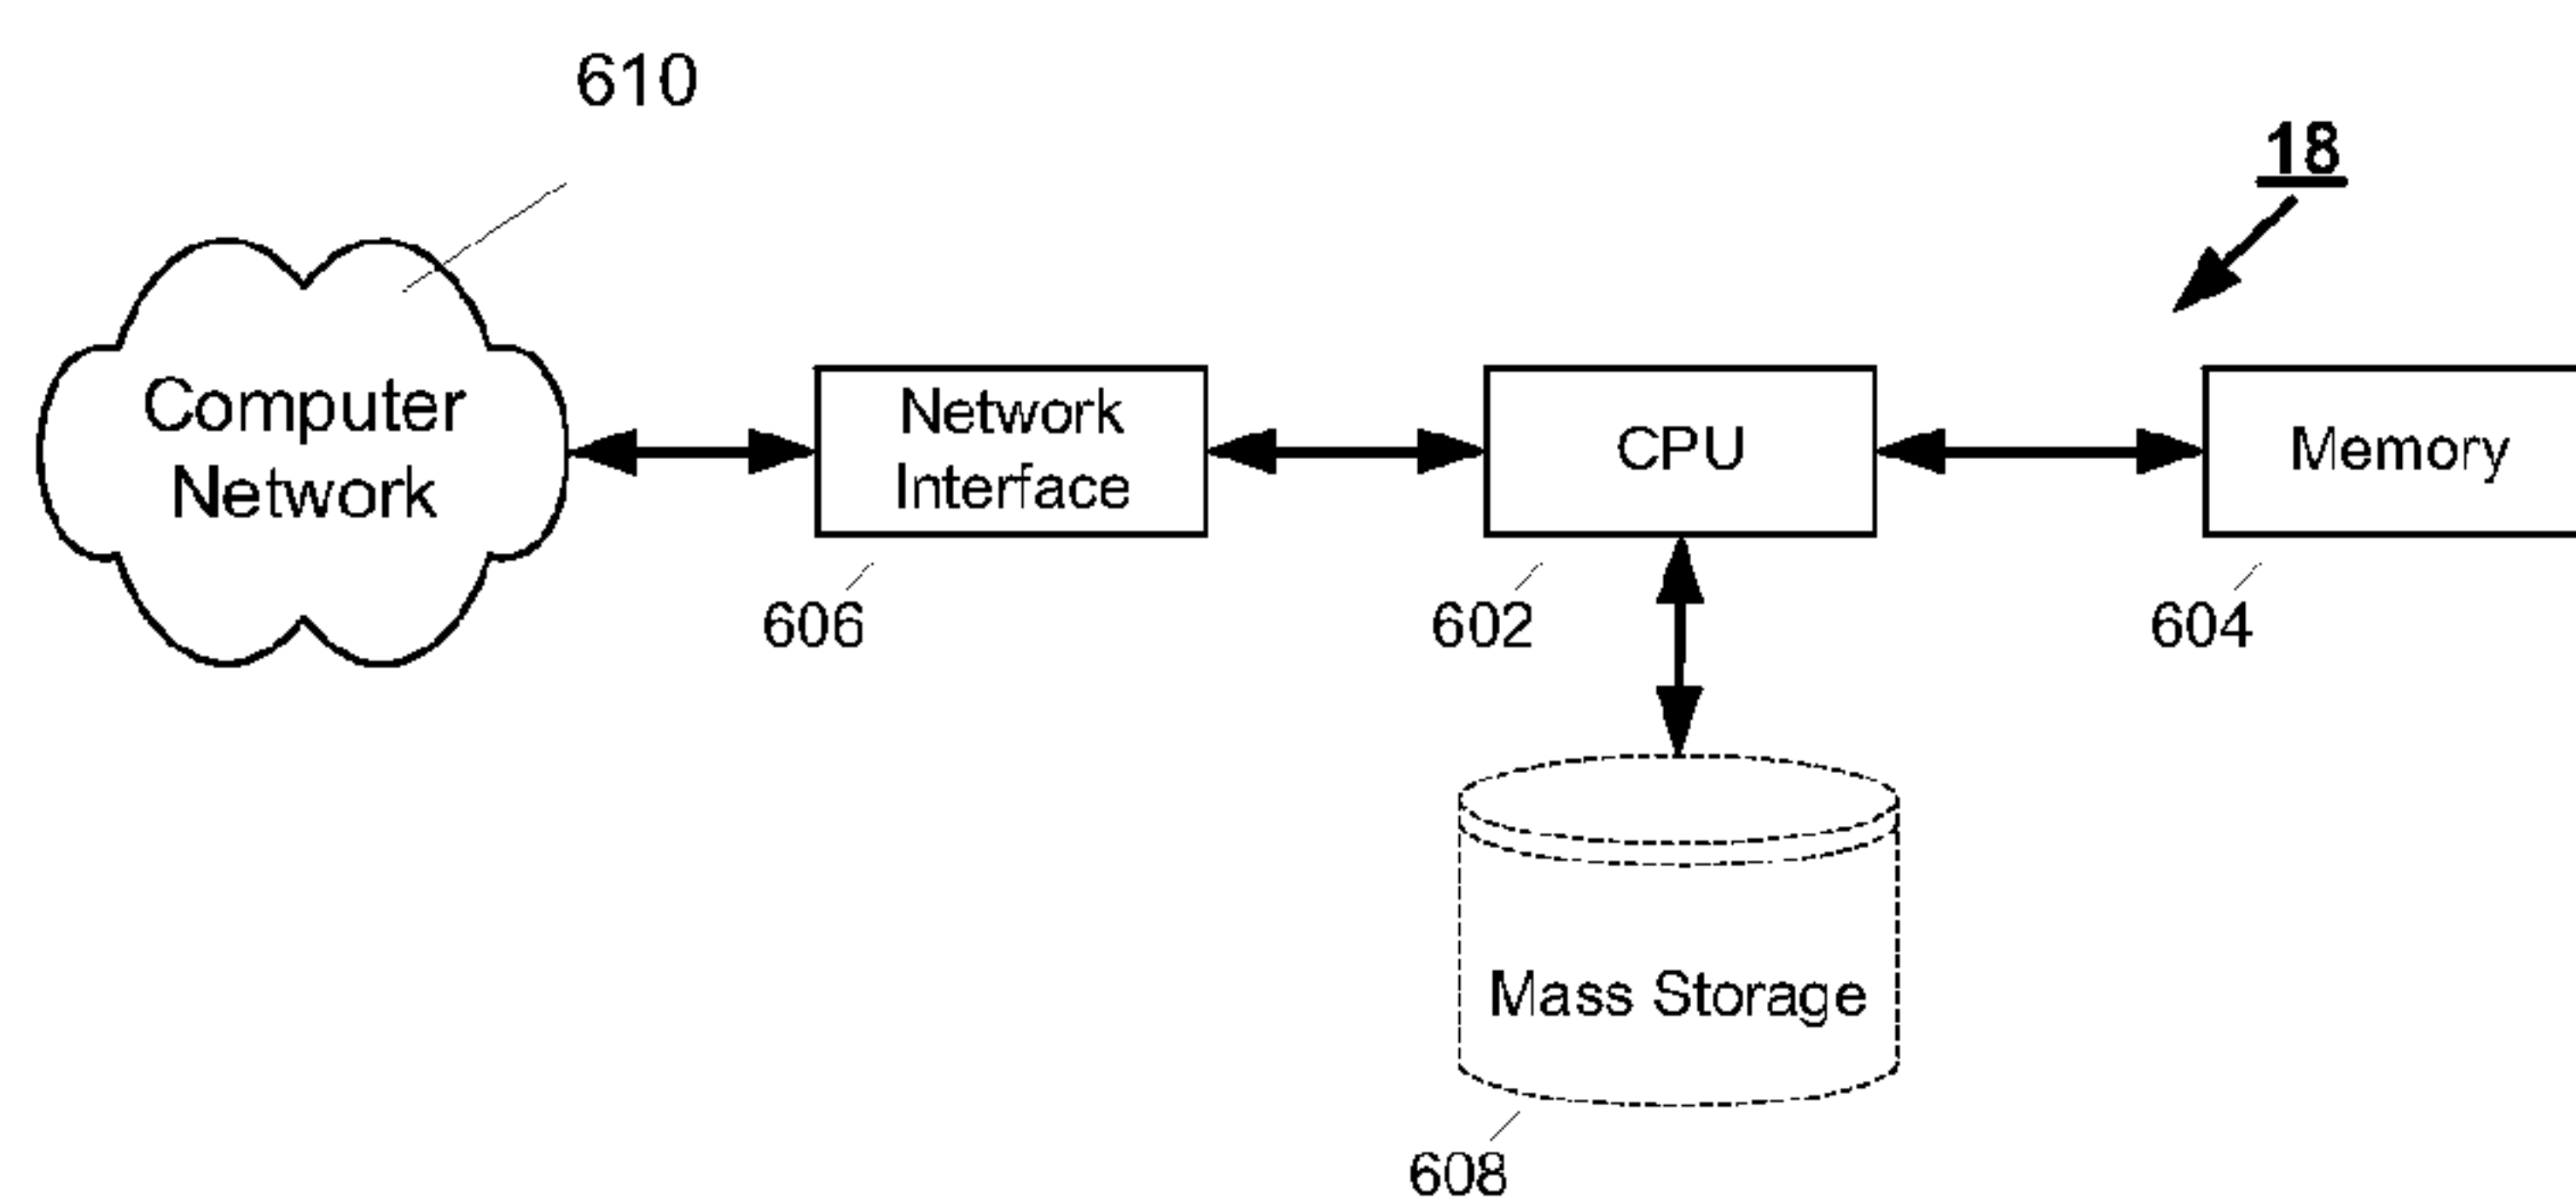 610
18
Computer
Network
Network
Interface
CPU
Memory
606
602
604
Mass Storage
608